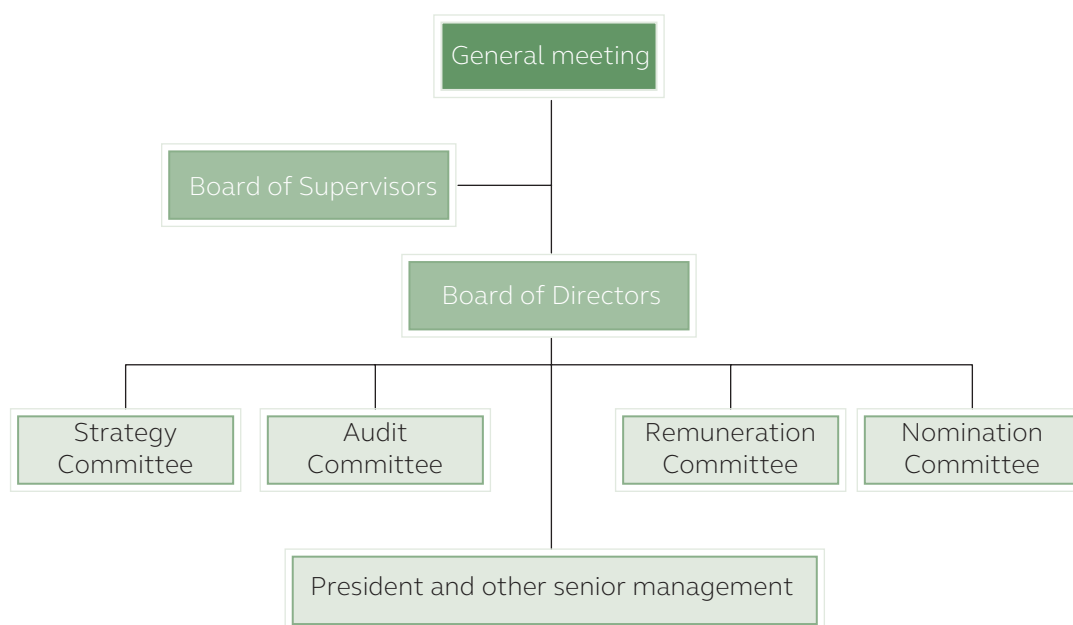 General meeting
Board of Supervisors
Board of Directors
Strategy
Committee
Audit
Committee
Remuneration
Committee
Nomination
Committee
President and other senior management